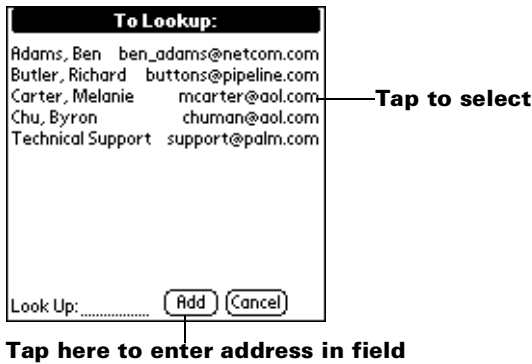 To Lookup:
Adams, Ben ben_adams@netcom.com
Butler, Richard buttons@pipeline.com
Carter, Melanie mcarter@aol.com Tap to select
Chu, Byron chuman@aol.com
Technical Support support@palm.com
Look Up: Add Cancel
Tap here to enter address in field